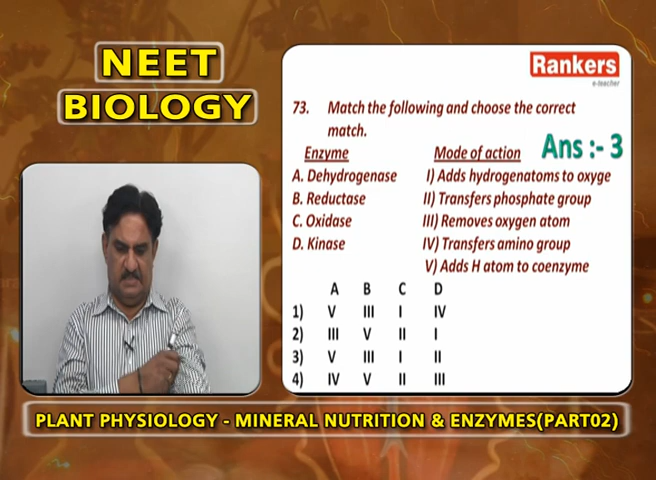 NEET
BIOLOGY
Rankers
e-teacher
73. Match the following and choose the correct
match.
Ans :- 3
Enzyme Mode of action
A. Dehydrogenase I) Adds hydrogenatoms to oxyge
B. Reductase II) Transfers phosphate group
C. Oxidase III) Removes oxygen atom
D. Kinase IV) Transfers amino group
V) Adds H atom to coenzyme
A B C D
1) V III I IV
2) III V II I
3) V III I II
4) IV V II III
PLANT PHYSIOLOGY - MINERAL NUTRITION & ENZYMES(PART02)